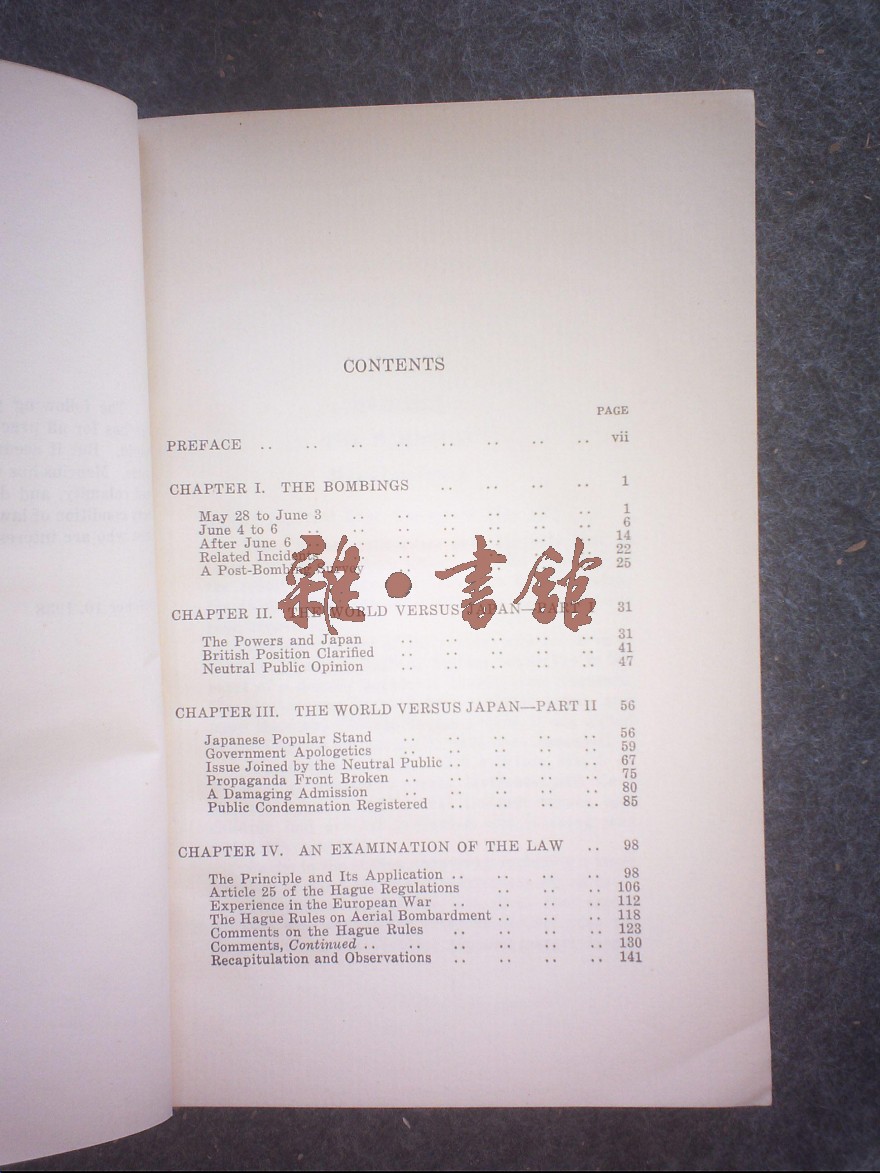 CONTENTS
PAGE
PREFACE .. .. .. .. .. .. .. .. vii
CHAPTER I. THE BOMBINGS .. .. .. .. 1
May 28 to June 3 .. .. .. .. .. .. 1
June 4 to 6 .. .. .. .. .. .. .. 6
After June 6 .. .. .. .. .. .. .. 14
Related Incidents .. .. .. .. .. .. 22
A Post-Bombing Survey .. .. .. .. .. 25
CHAPTER II. THE WORLD VERSUS JAPAN—PART I 31
The Powers and Japan .. .. .. .. .. 31
British Position Clarified .. .. .. .. .. 41
Neutral Public Opinion .. .. .. .. .. 47
CHAPTER III. THE WORLD VERSUS JAPAN—PART II 56
Japanese Popular Stand .. .. .. .. .. 56
Government Apologetics .. .. .. .. .. 59
Issue Joined by the Neutral Public .. .. .. .. 67
Propaganda Front Broken .. .. .. .. .. 75
A Damaging Admission .. .. .. .. .. 80
Public Condemnation Registered .. .. .. .. 85
CHAPTER IV. AN EXAMINATION OF THE LAW .. 98
The Principle and Its Application .. .. .. .. 98
Article 25 of the Hague Regulations .. .. .. 106
Experience in the European War .. .. .. .. 112
The Hague Rules on Aerial Bombardment .. .. .. 118
Comments on the Hague Rules .. .. .. .. 123
Comments, Continued .. .. .. .. .. .. 130
Recapitulation and Observations .. .. .. .. 141
雜·書館